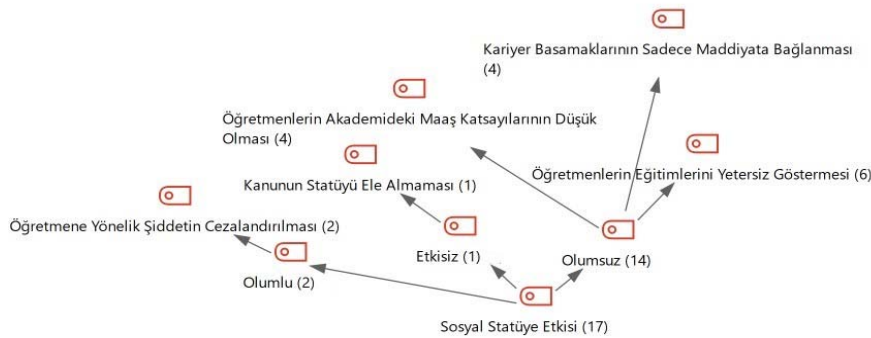 Kariyer Basamaklarının Sadece Maddiyata Bağlanması
(4)
Öğretmenlerin Akademideki Maaş Katsayılarının Düşük
Olması (4)
Öğretmenlerin Eğitimlerini Yetersiz Göstermesi (6)
Kanunun Statüyü Ele Almaması (1)
Öğretmene Yönelik Şiddetin Cezalandırılması (2)
Etkisiz (1)
Olumsuz (14)
Olumlu (2)
Sosyal Statüye Etkisi (17)